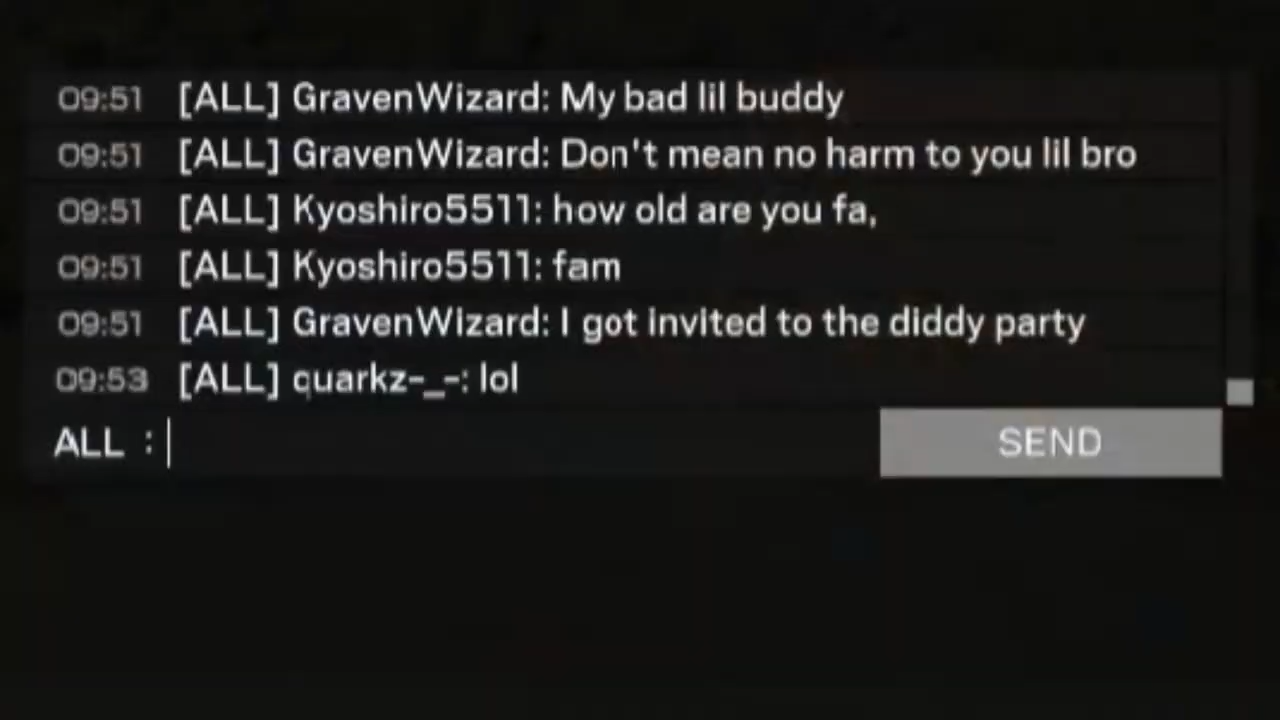 09:51 [ALL] GravenWizard: My bad lil buddy
09:51 [ALL] GravenWizard: Don't mean no harm to you lil bro
09:51 [ALL] Kyoshiro5511: how old are you fa,
09:51 [ALL] Kyoshiro5511: fam
09:51 [ALL] GravenWizard: I got invited to the diddy party
09:53 [ALL] quarkz-_-: lol
ALL : SEND